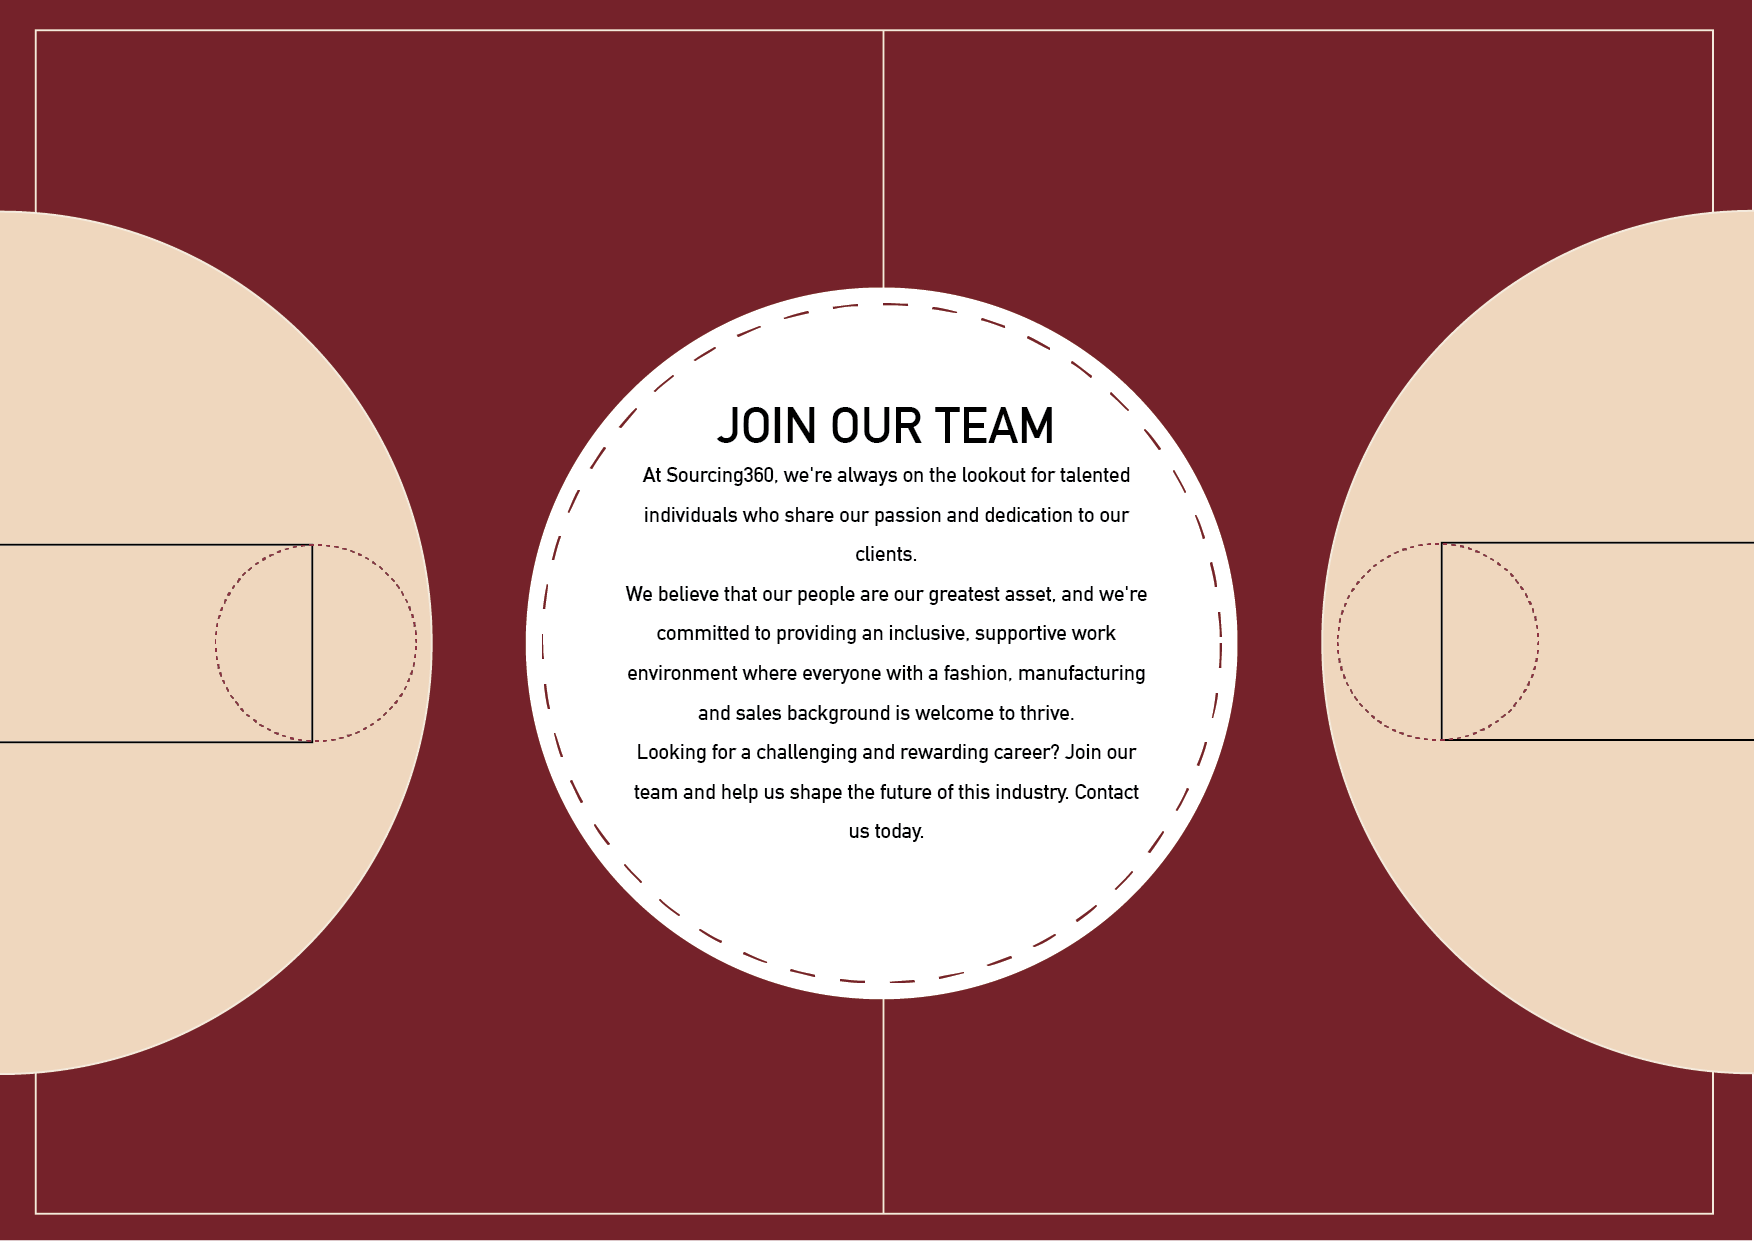 JOIN OUR TEAM
At Sourcing360, we're always on the lookout for talented
individuals who share our passion and dedication to our
clients.
We believe that our people are our greatest asset, and we're
committed to providing an inclusive, supportive work
environment where everyone with a fashion, manufacturing
and sales background is welcome to thrive.
Looking for a challenging and rewarding career? Join our
team and help us shape the future of this industry. Contact
us today.